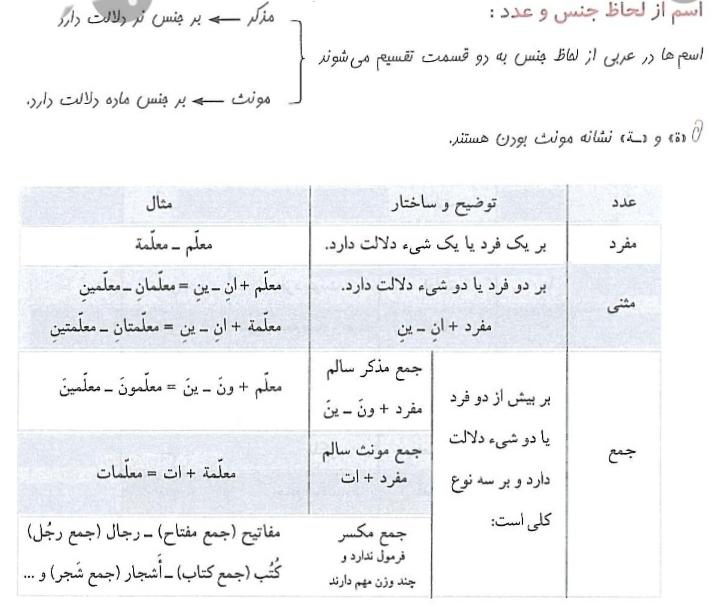 اسم از لحاظ جنس و عدد :
مذکر ← بر جنس نر دلالت دارد
اسم‌ها در عربی از لحاظ جنس به دو قسمت تقسیم می‌شوند
مونث ← بر جنس ماده دلالت دارد.
«ة» و «ـة» نشانه مونث بودن هستند.
عدد توضیح و ساختار مثال
مفرد بر یک فرد یا یک شیء دلالت دارد. معلّم – معلّمة
مثنی
بر دو فرد یا دو شیء دلالت دارد.
مفرد + انِ – ینِ
معلّم + انِ – ینِ = معلّمانِ – معلّمینِ
معلّمة + انِ – ینِ = معلّمتانِ – معلّمتینِ
جمع
بر بیش از دو فرد
یا دو شیء دلالت
دارد و بر سه نوع
کلی است:
جمع مذکر سالم
مفرد + ونَ – ینَ
معلّم + ونَ – ینَ = معلّمونَ – معلّمینَ
جمع مونث سالم
مفرد + ات
معلّمة + ات = معلّمات
جمع مکسر
فرمول ندارد و
چند وزن مهم دارند
مفاتیح (جمع مفتاح) – رجال (جمع رجُل)
کُتُب (جمع کتاب) – أشجار (جمع شَجر) و ...